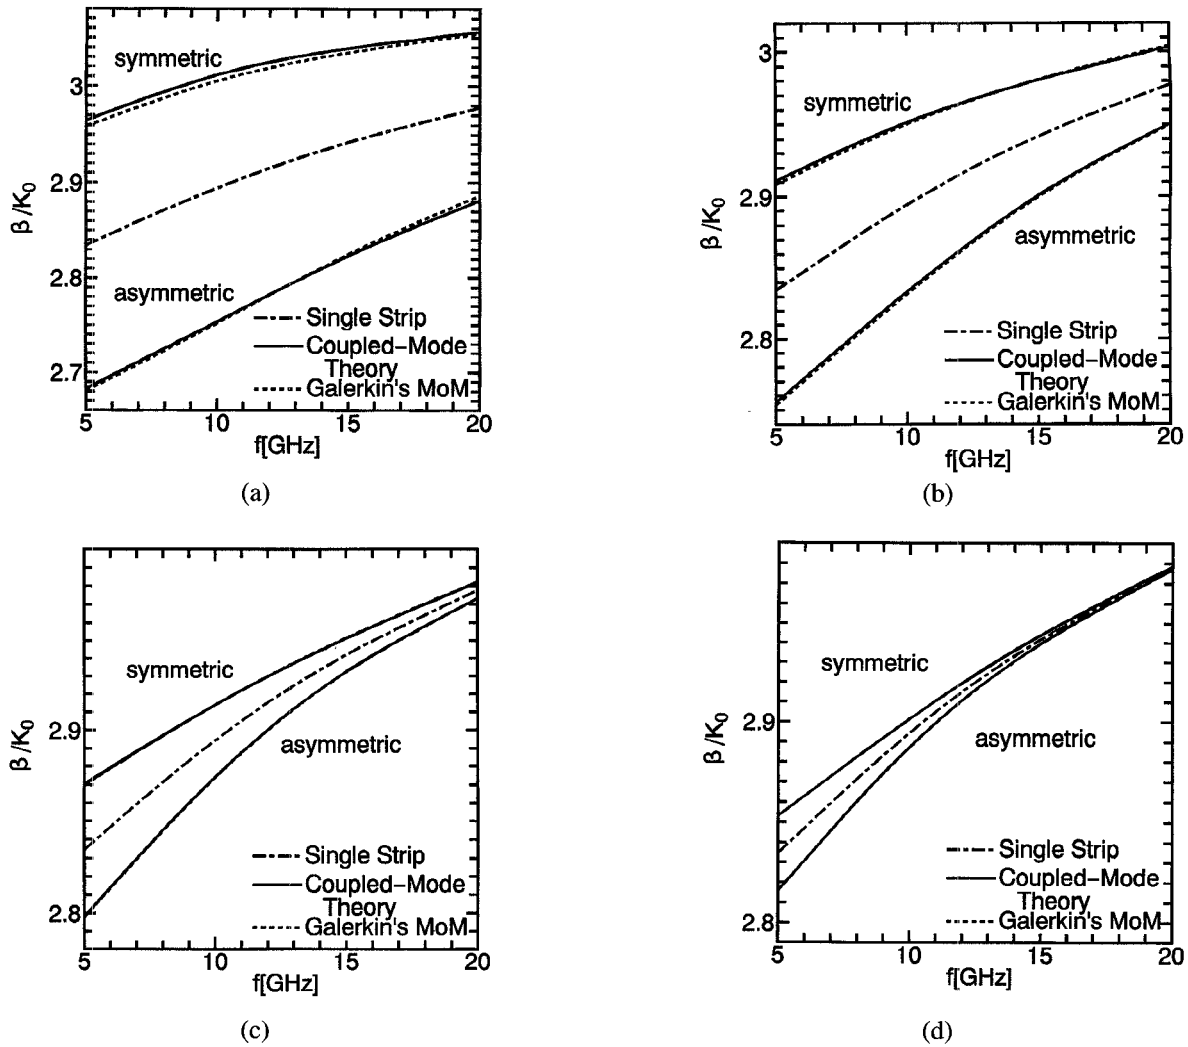 symmetric
3
2.9
2.8
2.7
β/K₀
asymmetric
Single Strip
Coupled–Mode
Theory
Galerkin's MoM
5 10 15 20
f[GHz]
(a)
3
2.9
2.8
β/K₀
symmetric
asymmetric
Single Strip
Coupled–Mode
Theory
Galerkin's MoM
5 10 15 20
f[GHz]
(b)
symmetric
2.9
2.8
β/K₀
asymmetric
Single Strip
Coupled–Mode
Theory
Galerkin's MoM
5 10 15 20
f[GHz]
(c)
symmetric
2.9
2.8
β/K₀
asymmetric
Single Strip
Coupled–Mode
Theory
Galerkin's MoM
5 10 15 20
f[GHz]
(d)